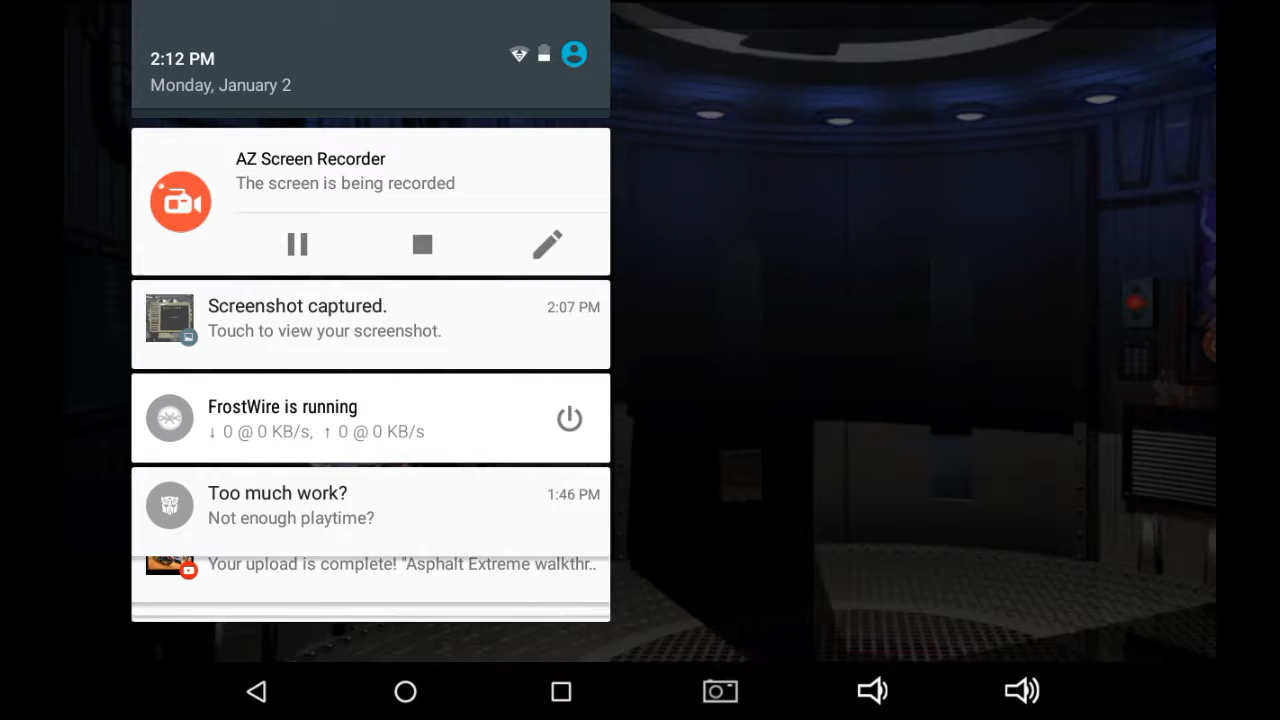 2:12 PM
Monday, January 2
AZ Screen Recorder
The screen is being recorded
Screenshot captured.
2:07 PM
Touch to view your screenshot.
FrostWire is running
↓ 0 @ 0 KB/s, ↑ 0 @ 0 KB/s
Too much work?
1:46 PM
Not enough playtime?
Your upload is complete! "Asphalt Extreme walkthr..